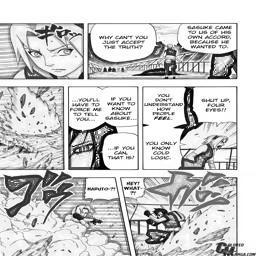 ギロッ
SASUKE CAME
TO US OF HIS
OWN ACCORD,
BECAUSE HE
WANTED TO.
WHY CAN'T YOU
JUST ACCEPT
THE TRUTH?
SHUT UP,
FOUR
EYES!!
YOU
DON'T
UNDERSTAND
HOW
PEOPLE
FEEL.
YOU ONLY
KNOW
COLD
LOGIC.
IF YOU
WANT TO
KNOW
ABOUT
SASUKE...
...YOU'LL
HAVE TO
FORCE ME
TO TELL
YOU...
...IF YOU
CAN,
THAT IS!
HEY!
WHAT-
?!
NARUTO-?!